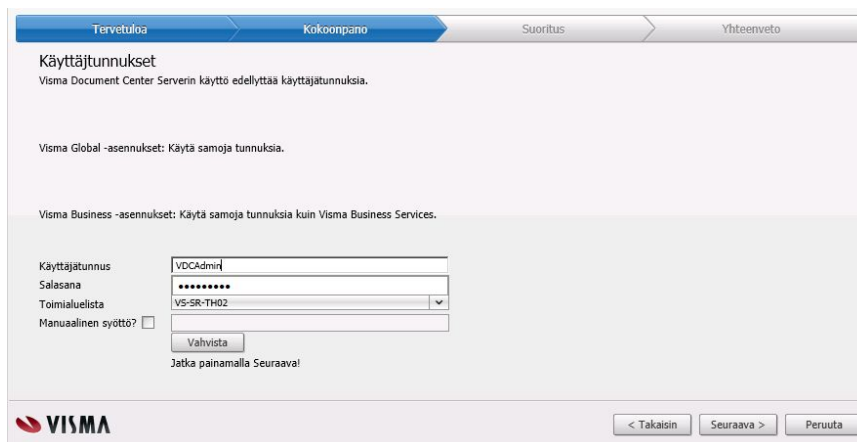 Tervetuloa
Kokoonpano
Suoritus
Yhteenveto
Käyttäjtunnukset
Visma Document Center Serverin käyttö edellyttää käyttäjätunnuksia.
Visma Global -asennukset: Käytä samoja tunnuksia.
Visma Business -asennukset: Käytä samoja tunnuksia kuin Visma Business Services.
Käyttäjätunnus VDCAdmin
Salasana •••••••••
Toimialuelista VS-SR-TH02
Manuaalinen syöttö?
Vahvista
Jatka painamalla Seuraava!
VISMA
< Takaisin
Seuraava >
Peruuta